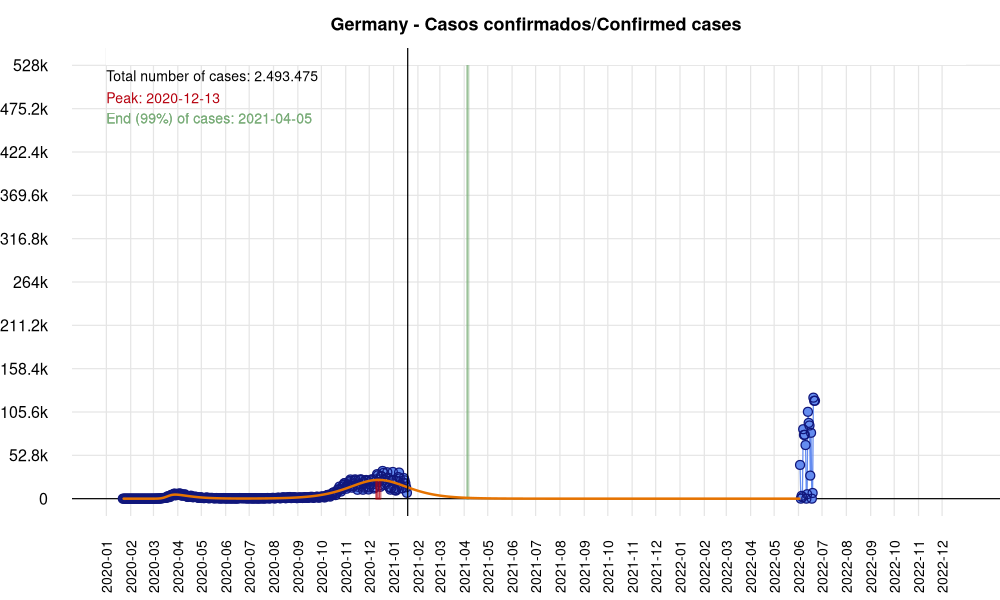 Germany - Casos confirmados/Confirmed cases
528k
475.2k
422.4k
369.6k
316.8k
264k
211.2k
158.4k
105.6k
52.8k
0
Total number of cases: 2.493.475
Peak: 2020-12-13
End (99%) of cases: 2021-04-05
2020-01
2020-02
2020-03
2020-04
2020-05
2020-06
2020-07
2020-08
2020-09
2020-10
2020-11
2020-12
2021-01
2021-02
2021-03
2021-04
2021-05
2021-06
2021-07
2021-08
2021-09
2021-10
2021-11
2021-12
2022-01
2022-02
2022-03
2022-04
2022-05
2022-06
2022-07
2022-08
2022-09
2022-10
2022-11
2022-12